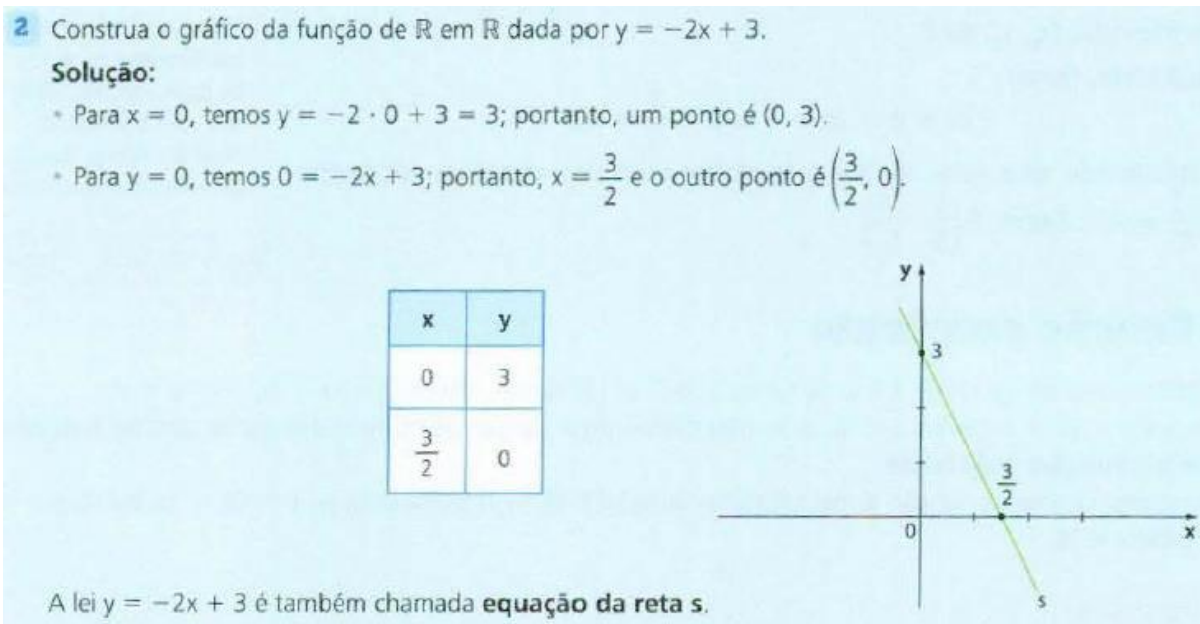 2 Construa o gráfico da função de ℝ em ℝ dada por y = −2x + 3.
Solução:
• Para x = 0, temos y = −2 · 0 + 3 = 3; portanto, um ponto é (0, 3).
• Para y = 0, temos 0 = −2x + 3; portanto, x = 3/2 e o outro ponto é (3/2, 0).
x y
0 3
3/2 0
y
3
3/2
0
x
s
A lei y = −2x + 3 é também chamada equação da reta s.